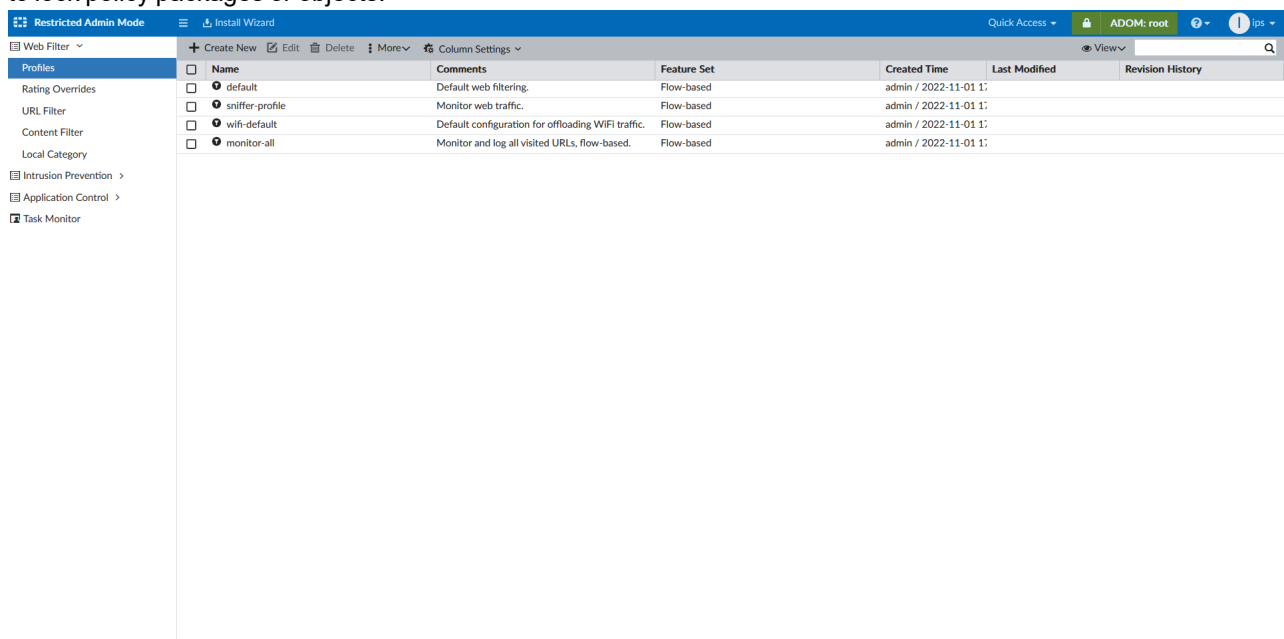 to lock policy packages or objects.
Restricted Admin Mode Install Wizard Quick Access ADOM: root ips
Web Filter + Create New Edit Delete More Column Settings View
Profiles Name Comments Feature Set Created Time Last Modified Revision History
Rating Overrides default Default web filtering. Flow-based admin / 2022-11-01 17
URL Filter sniffer-profile Monitor web traffic. Flow-based admin / 2022-11-01 17
Content Filter wifi-default Default configuration for offloading WiFi traffic. Flow-based admin / 2022-11-01 17
Local Category monitor-all Monitor and log all visited URLs, flow-based. Flow-based admin / 2022-11-01 17
Intrusion Prevention >
Application Control >
Task Monitor